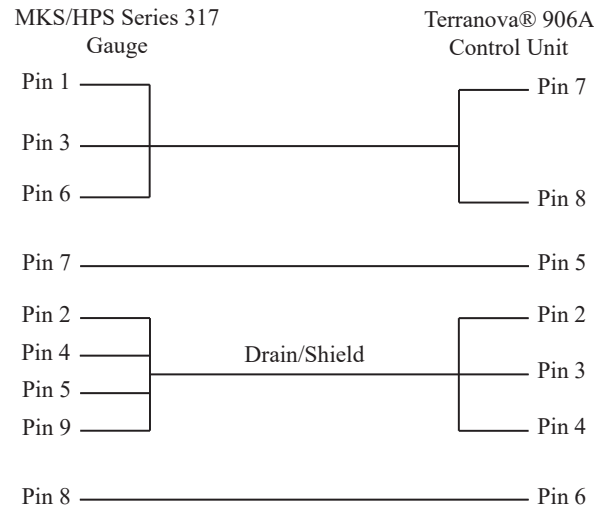 MKS/HPS Series 317
Gauge
Terranova® 906A
Control Unit
Pin 1
Pin 7
Pin 3
Pin 6
Pin 8
Pin 7
Pin 5
Pin 2
Pin 2
Pin 4
Drain/Shield
Pin 3
Pin 5
Pin 9
Pin 4
Pin 8
Pin 6